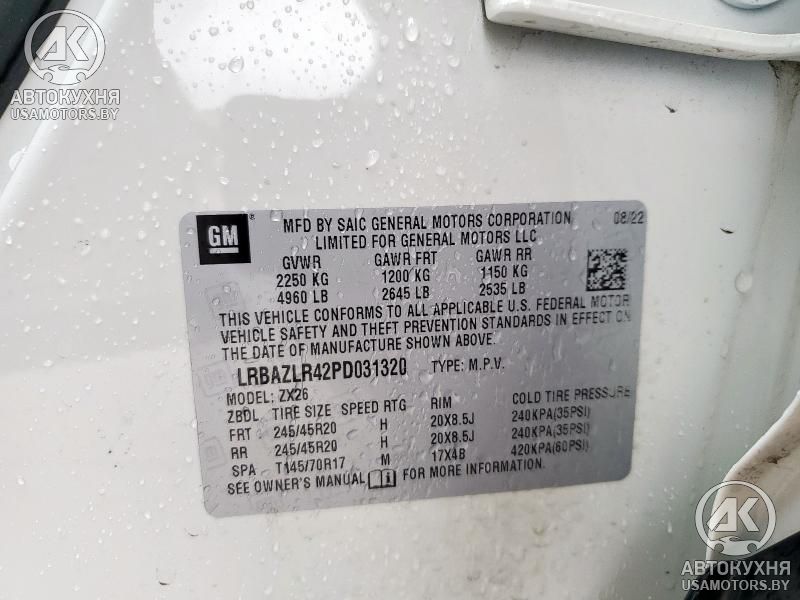 AK
АВТОКУХНЯ
USAMOTORS.BY
GM ® MFD BY SAIC GENERAL MOTORS CORPORATION 08/22
LIMITED FOR GENERAL MOTORS LLC
GVWR GAWR FRT GAWR RR
2250 KG 1200 KG 1150 KG
4960 LB 2645 LB 2535 LB
THIS VEHICLE CONFORMS TO ALL APPLICABLE U.S. FEDERAL MOTOR
VEHICLE SAFETY AND THEFT PREVENTION STANDARDS IN EFFECT ON
THE DATE OF MANUFACTURE SHOWN ABOVE.
LRBAZLR42PD031320 TYPE: M.P.V.
MODEL: ZX26
ZBDL TIRE SIZE SPEED RTG RIM COLD TIRE PRESSURE
FRT 245/45R20 H 20X8.5J 240KPA(35PSI)
RR 245/45R20 H 20X8.5J 240KPA(35PSI)
SPA T145/70R17 M 17X4B 420KPA(60PSI)
SEE OWNER'S MANUAL FOR MORE INFORMATION.
AK
АВТОКУХНЯ
USAMOTORS.BY